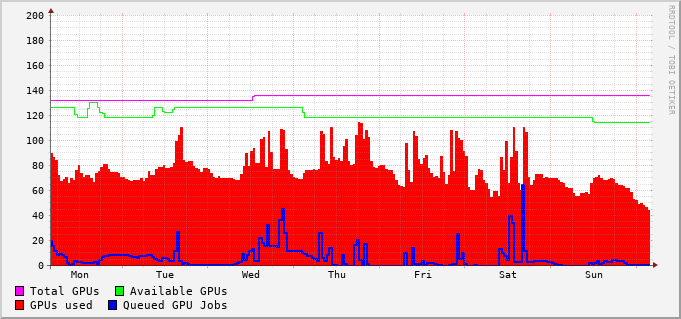 200
180
160
140
120
100
80
60
40
20
0
Mon Tue Wed Thu Fri Sat Sun
Total GPUs Available GPUs
GPUs used Queued GPU Jobs
RRDTOOL / TOBI OETIKER